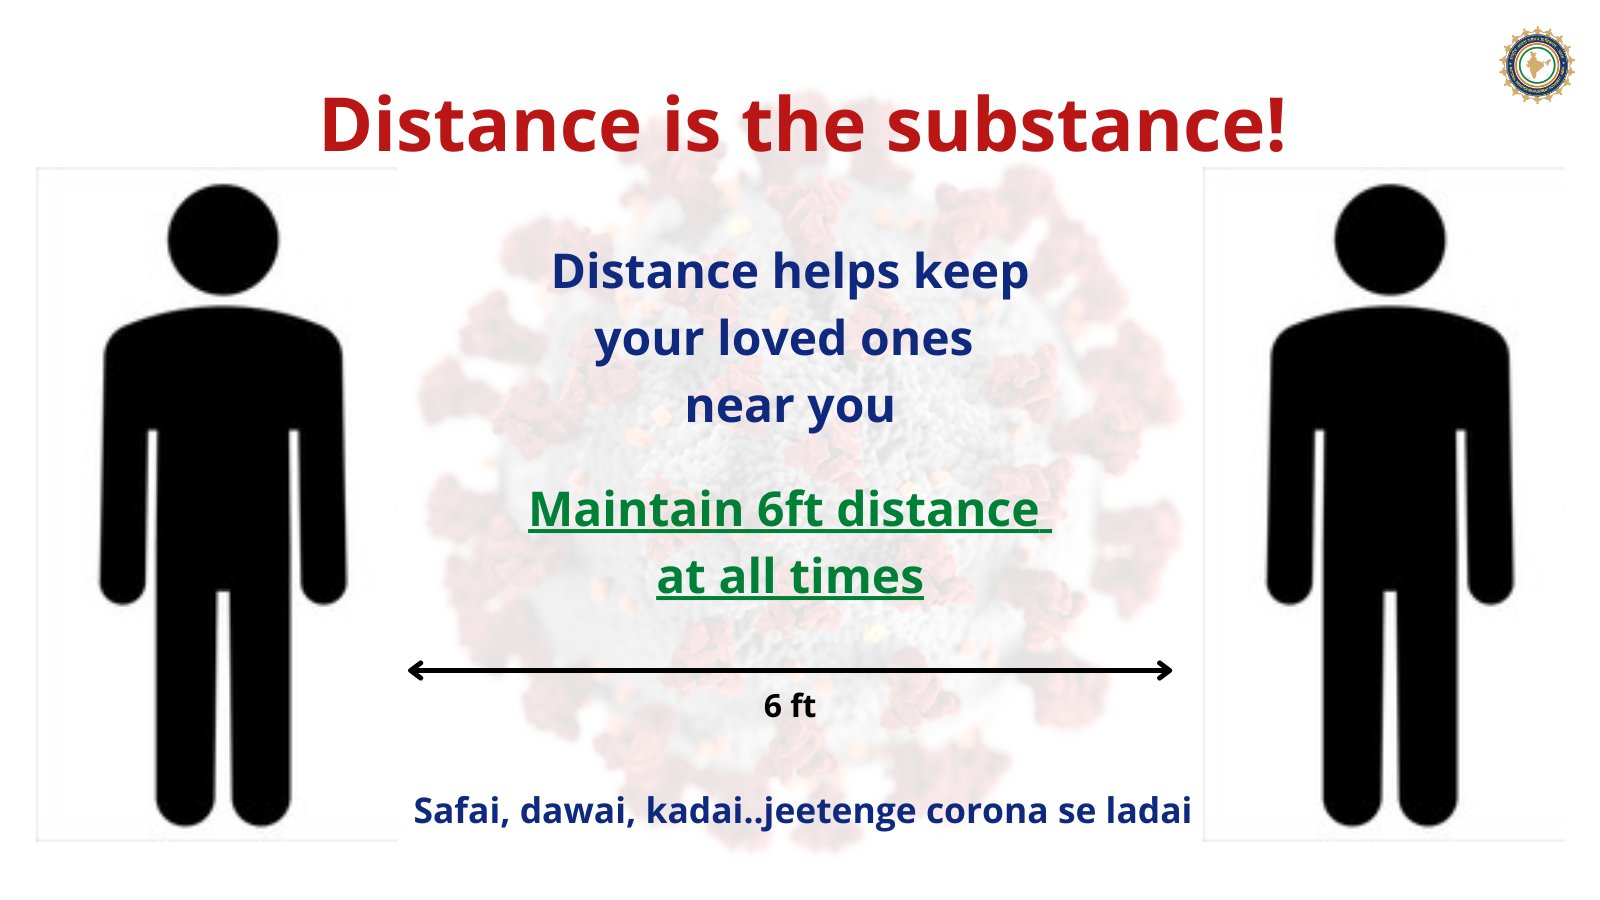 Distance is the substance!
Distance helps keep
your loved ones
near you
Maintain 6ft distance
at all times
6 ft
Safai, dawai, kadai..jeetenge corona se ladai